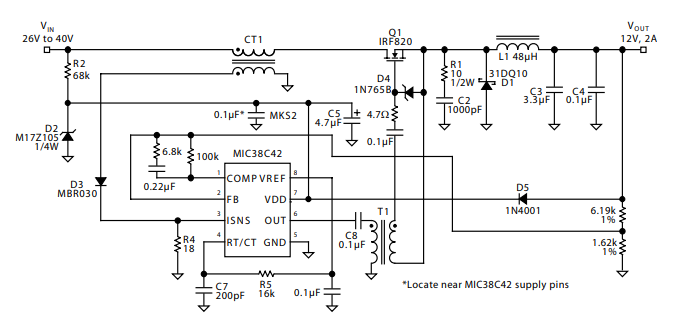 VIN
26V to 40V
CT1
Q1
IRF820
VOUT
12V, 2A
L1 48µH
R2
68k
R1
10
1/2W
31DQ10
D1
C3
3.3µF
C4
0.1µF
D4
1N765B
C2
1000pF
0.1µF*
MKS2
C5
4.7µF
+
4.7Ω
0.1µF
D2
M17Z105
1/4W
6.8k
100k
MIC38C42
0.22µF
D3
MBR030
1
COMP
VREF
8
2
FB
VDD
7
3
ISNS
OUT
6
4
RT/CT
GND
5
D5
1N4001
T1
6.19k
1%
R4
18
C8
0.1µF
1.62k
1%
C7
200pF
R5
16k
0.1µF
*Locate near MIC38C42 supply pins